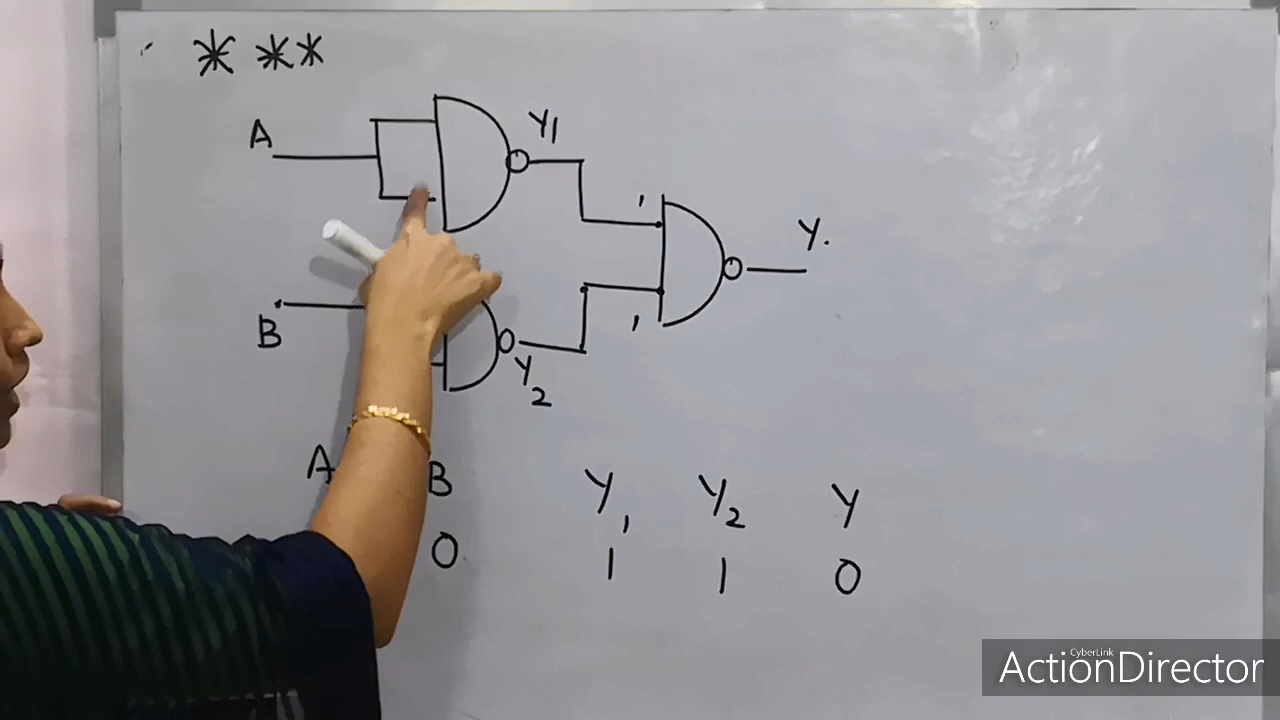 ***
A
Y1
Y.
B
Y2
1
1
A B Y1 Y2 Y
0 1 1 0
CyberLink
ActionDirector